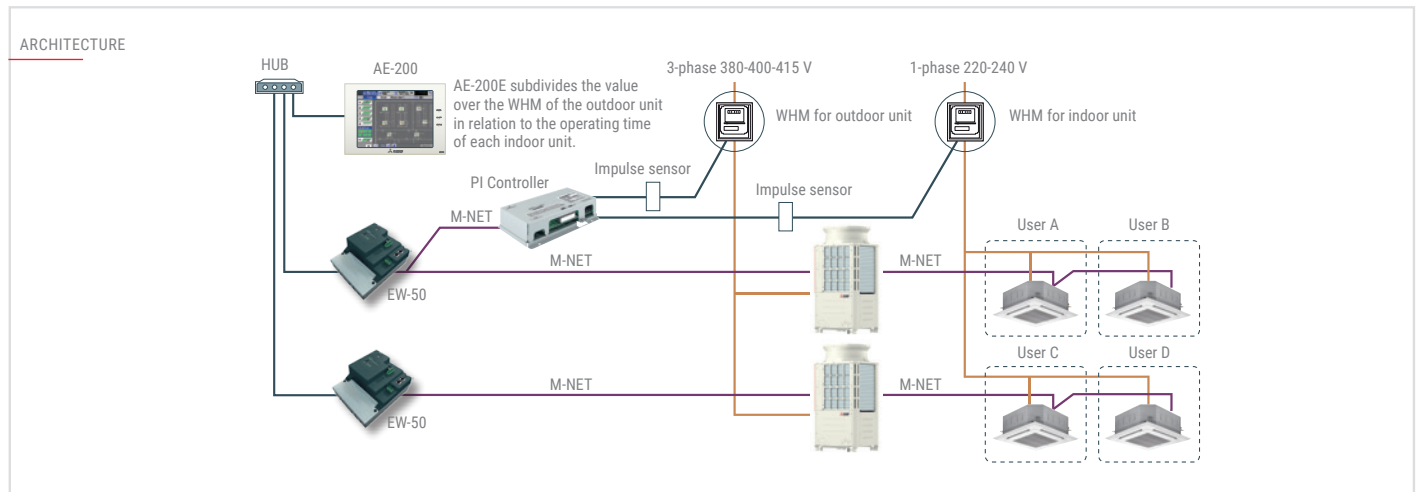 ARCHITECTURE
HUB
AE-200
AE-200E subdivides the value
over the WHM of the outdoor unit
in relation to the operating time
of each indoor unit.
3-phase 380-400-415 V
1-phase 220-240 V
WHM for outdoor unit
WHM for indoor unit
Impulse sensor
PI Controller
Impulse sensor
M-NET
User A
User B
M-NET
M-NET
EW-50
User C
User D
M-NET
M-NET
EW-50